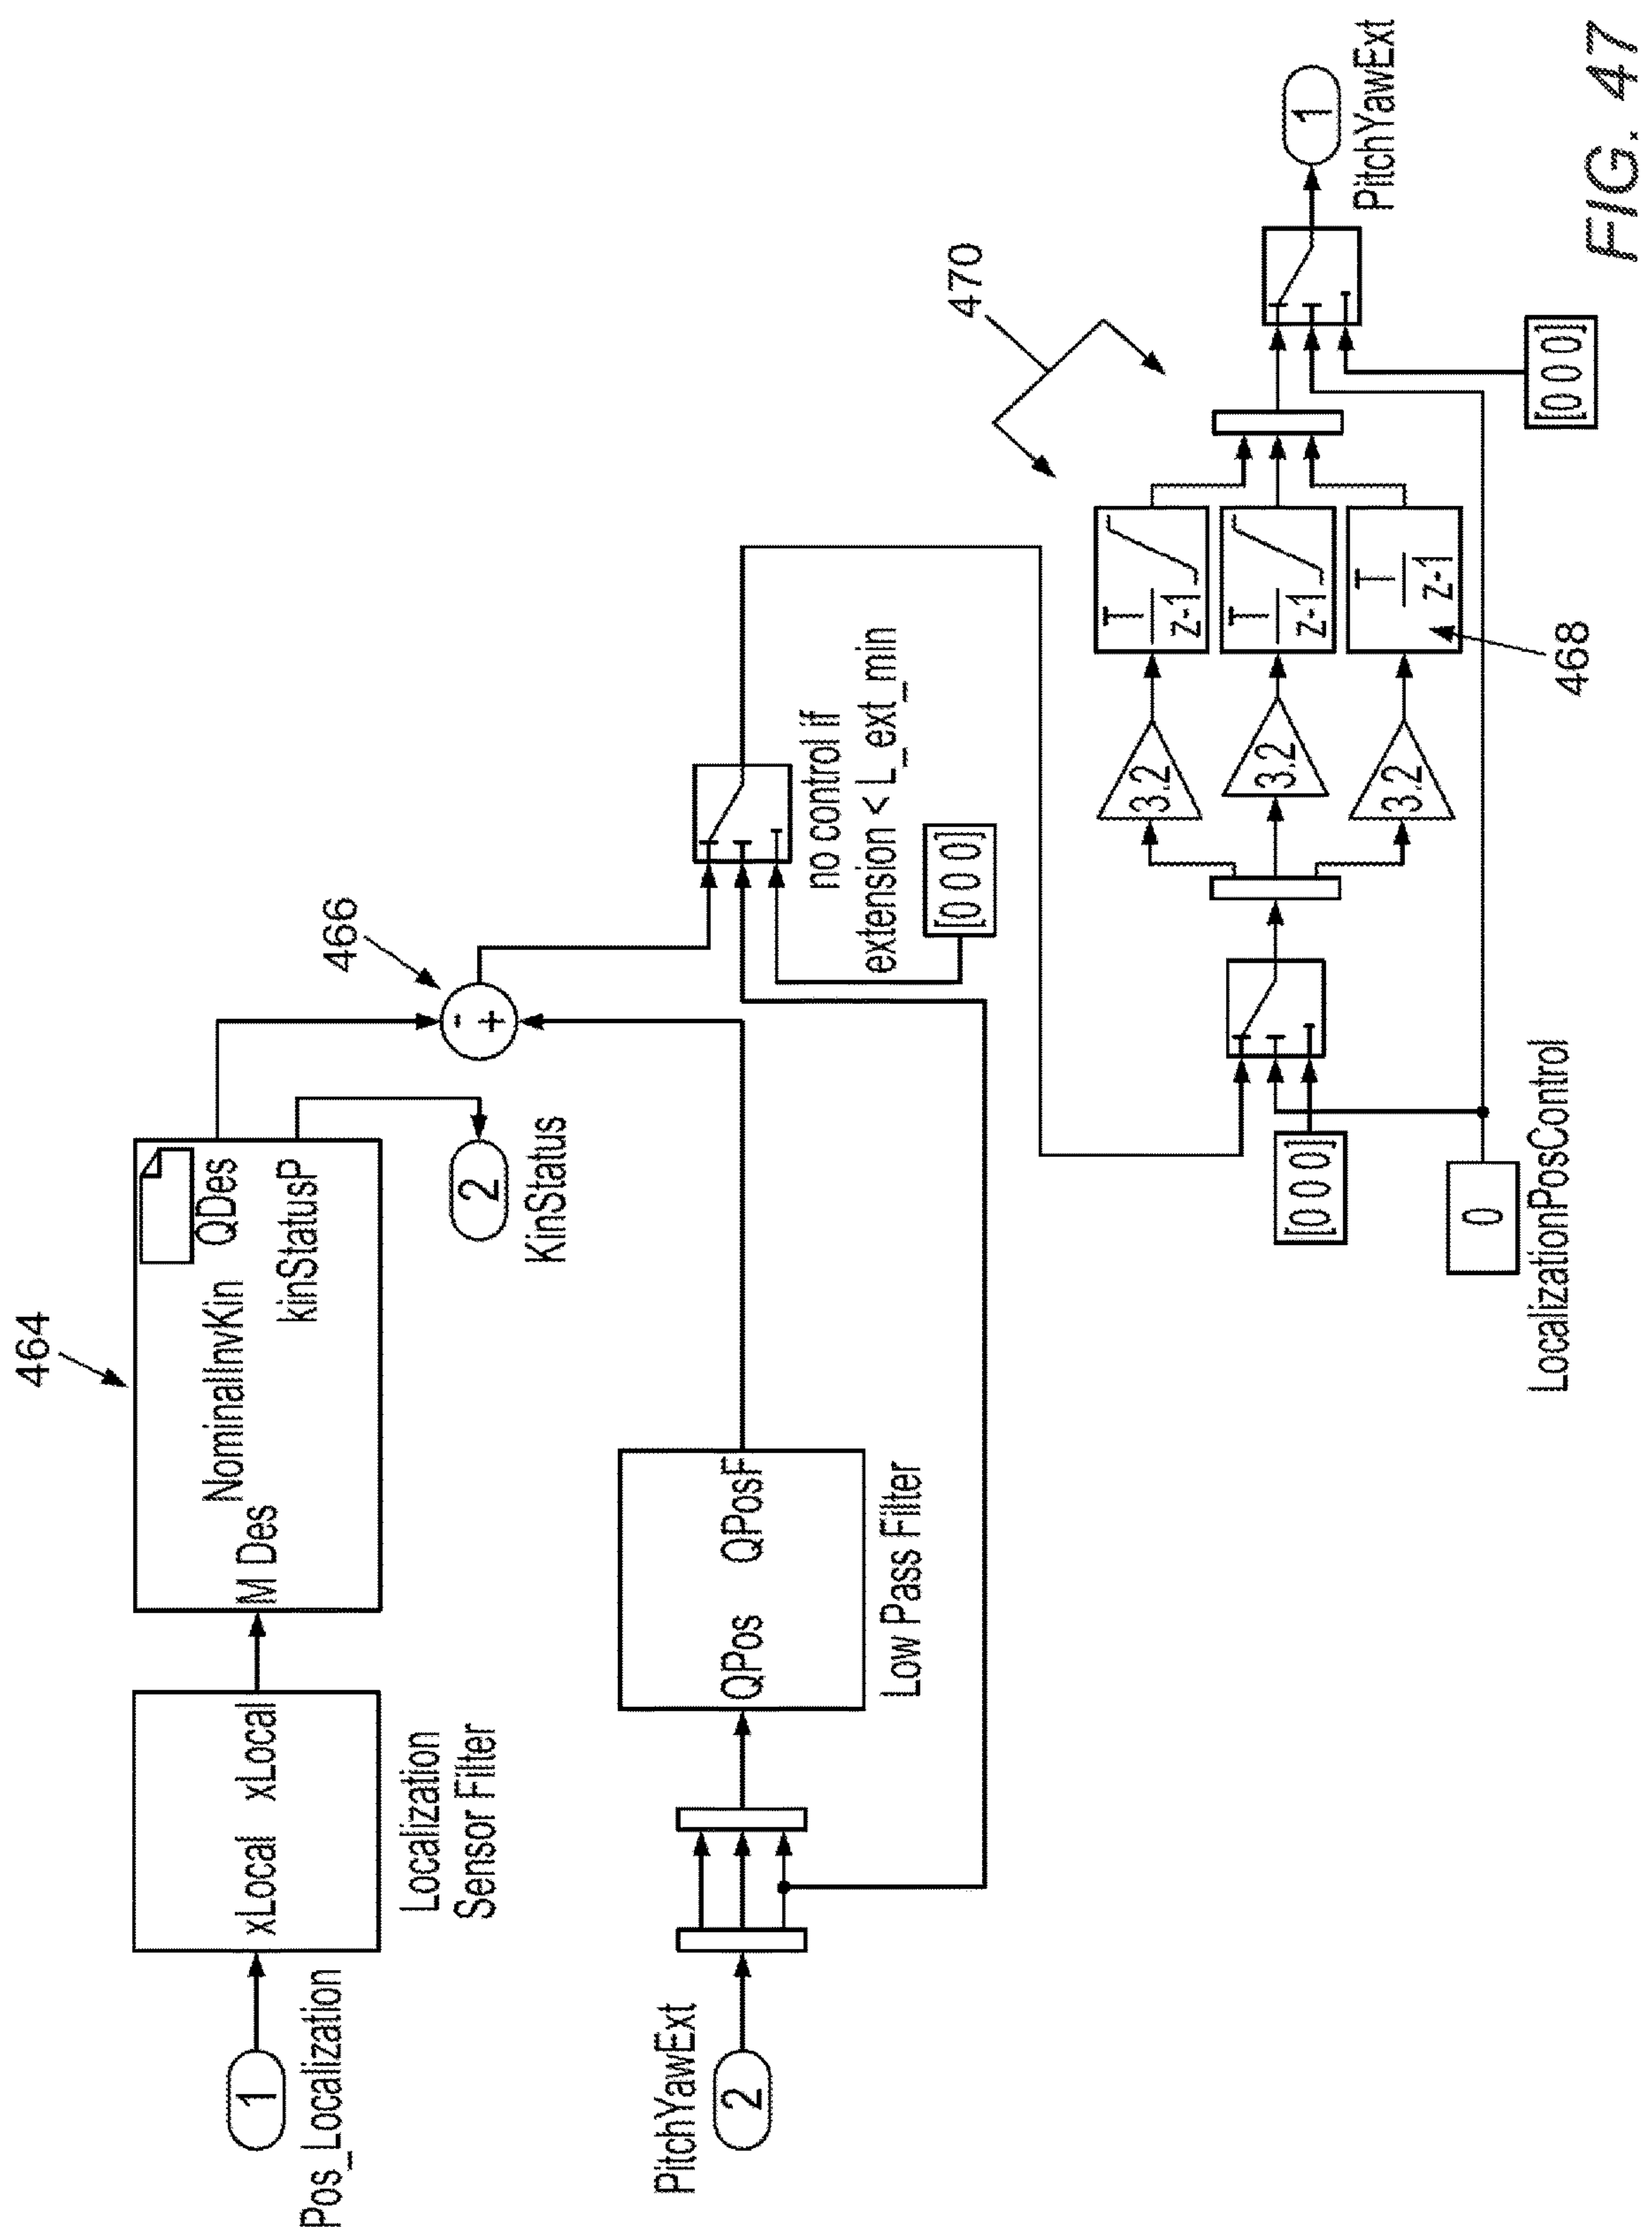 464
1
Pos_Localization
xLocal xLocal
Localization
Sensor Filter
M Des
NominalInvKin
QDes
kinStatusP
2
KinStatus
466
-
+
PitchYawExt
2
QPos QPosF
Low Pass Filter
no control if
extension < L_ext_min
[0 0 0]
[0 0 0]
0
LocalizationPosControl
3.2
3.2
3.2
T
z-1
T
z-1
T
z-1
468
470
[0 0 0]
1
PitchYawExt
FIG. 47